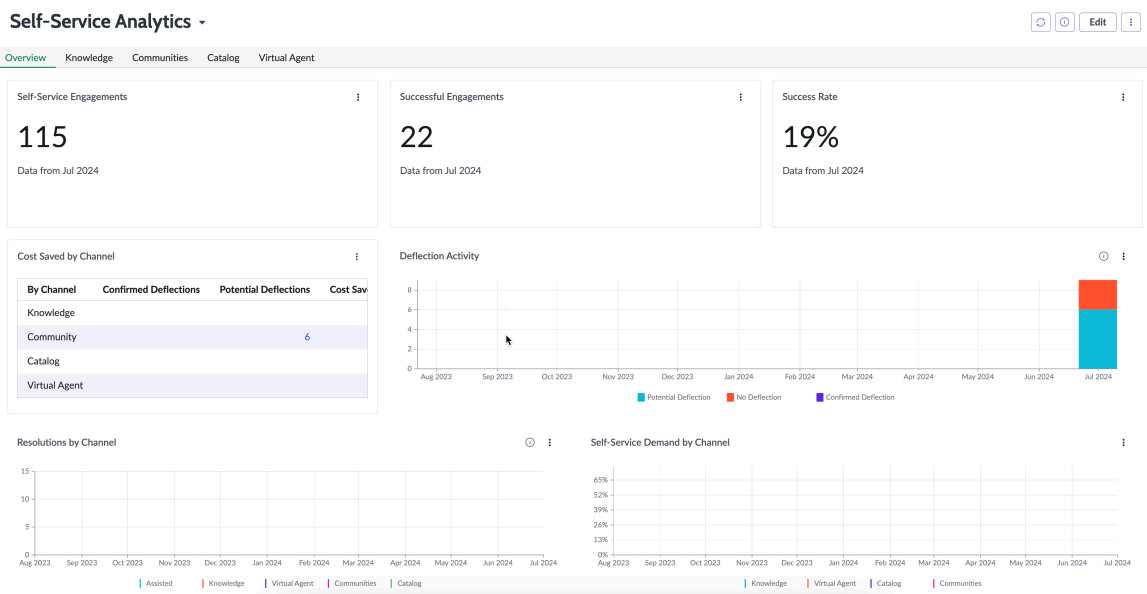 Self-Service Analytics
Edit
Overview Knowledge Communities Catalog Virtual Agent
Self-Service Engagements
115
Data from Jul 2024
Successful Engagements
22
Data from Jul 2024
Success Rate
19%
Data from Jul 2024
Cost Saved by Channel
By Channel Confirmed Deflections Potential Deflections Cost Sav
Knowledge
Community 6
Catalog
Virtual Agent
Deflection Activity
8
6
4
2
0
Aug 2023 Sep 2023 Oct 2023 Nov 2023 Dec 2023 Jan 2024 Feb 2024 Mar 2024 Apr 2024 May 2024 Jun 2024 Jul 2024
Potential Deflection No Deflection Confirmed Deflection
Resolutions by Channel
15
10
5
0
Aug 2023 Sep 2023 Oct 2023 Nov 2023 Dec 2023 Jan 2024 Feb 2024 Mar 2024 Apr 2024 May 2024 Jun 2024 Jul 2024
Assisted Knowledge Virtual Agent Communities Catalog
Self-Service Demand by Channel
65%
52%
39%
26%
13%
0%
Aug 2023 Sep 2023 Oct 2023 Nov 2023 Dec 2023 Jan 2024 Feb 2024 Mar 2024 Apr 2024 May 2024 Jun 2024 Jul 2024
Knowledge Virtual Agent Catalog Communities